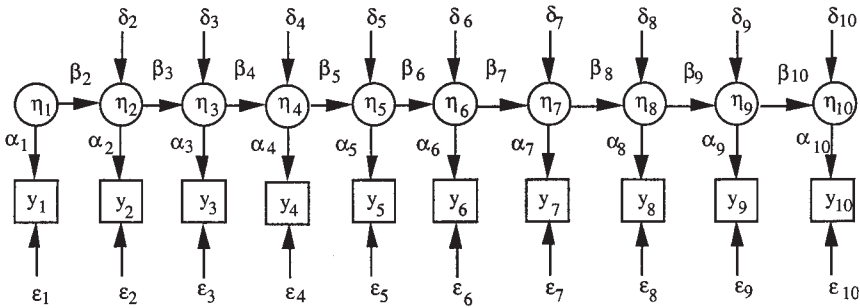 δ2 δ3 δ4 δ5 δ6 δ7 δ8 δ9 δ10
β2 β3 β4 β5 β6 β7 β8 β9 β10
η1 η2 η3 η4 η5 η6 η7 η8 η9 η10
α1 α2 α3 α4 α5 α6 α7 α8 α9 α10
y1 y2 y3 y4 y5 y6 y7 y8 y9 y10
ε1 ε2 ε3 ε4 ε5 ε6 ε7 ε8 ε9 ε10